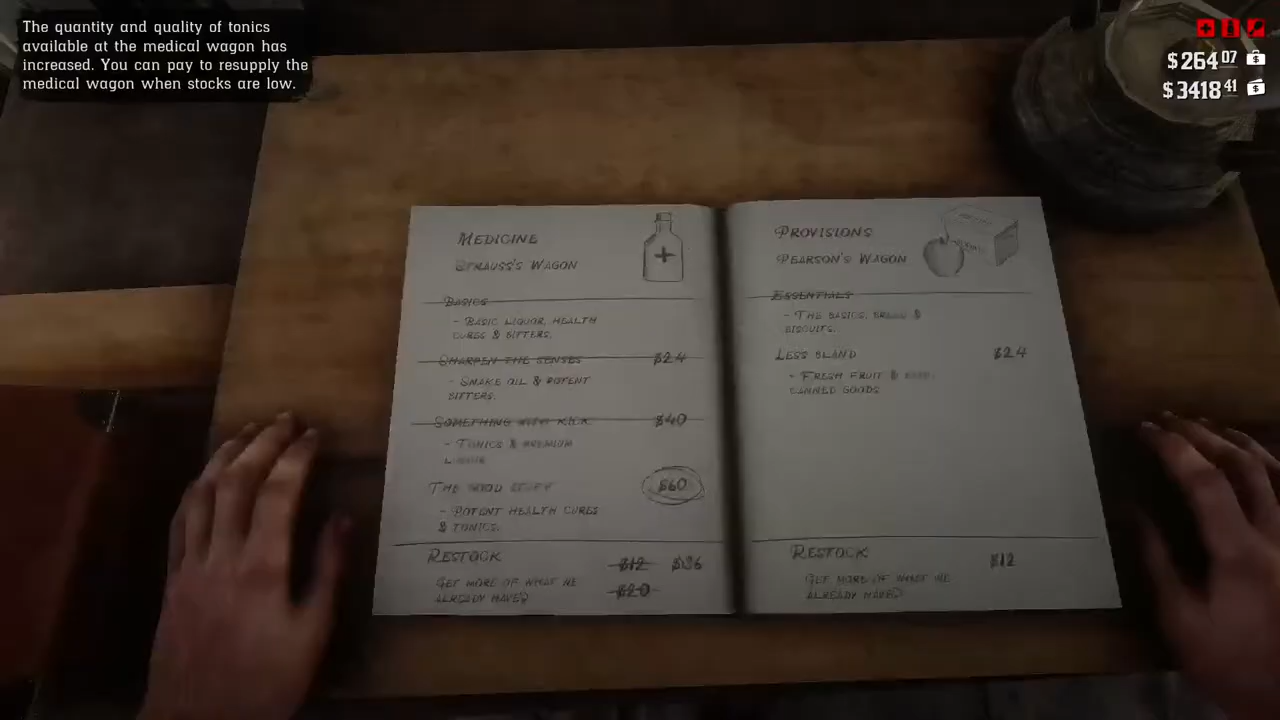 The quantity and quality of tonics
available at the medical wagon has
increased. You can pay to resupply the
medical wagon when stocks are low.
$264 07
$3418 41
MEDICINE
STRAUSS'S WAGON
BASICS
- BASIC LIQUOR, HEALTH
CURES & BITTERS.
SHARPEN THE SENSES $24
- SNAKE OIL & POTENT
BITTERS.
SOMETHING WITH KICK $40
- TONICS & PREMIUM
LIQUOR
THE GOOD STUFF $60
- POTENT HEALTH CURES
& TONICS.
RESTOCK $12 $36
GET MORE OF WHAT WE
ALREADY HAVE? $20
PROVISIONS
PEARSON'S WAGON
ESSENTIALS
- THE BASICS, BREAD &
BISCUITS.
LESS BLAND $24
- FRESH FRUIT &
CANNED GOODS
RESTOCK $12
GET MORE OF WHAT WE
ALREADY HAVE?